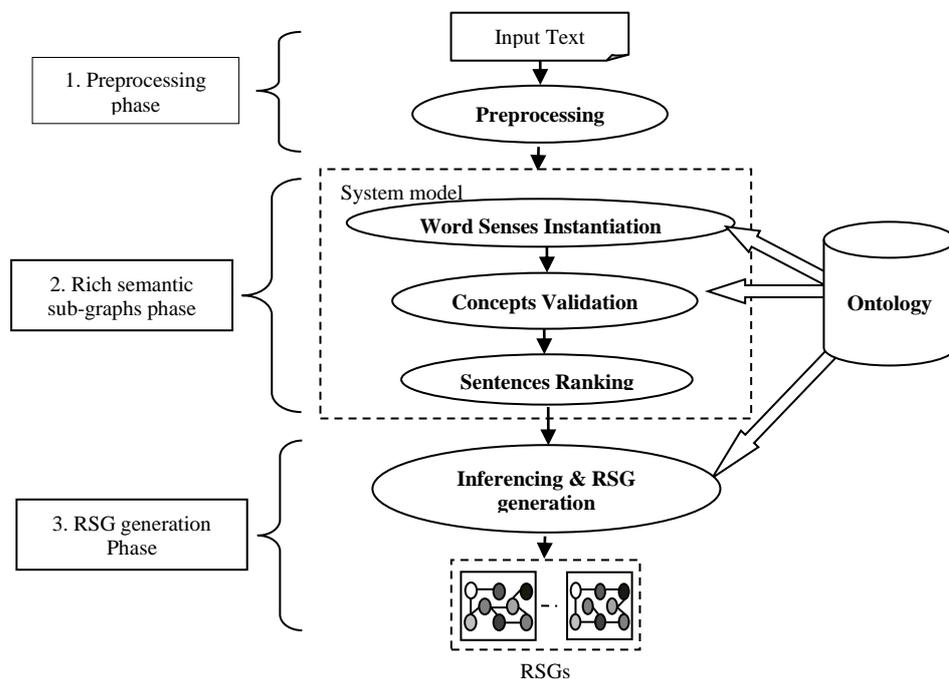 Input Text
1. Preprocessing
phase
Preprocessing
System model
Word Senses Instantiation
2. Rich semantic
sub-graphs phase
Concepts Validation
Ontology
Sentences Ranking
Inferencing & RSG
generation
3. RSG generation
Phase
RSGs